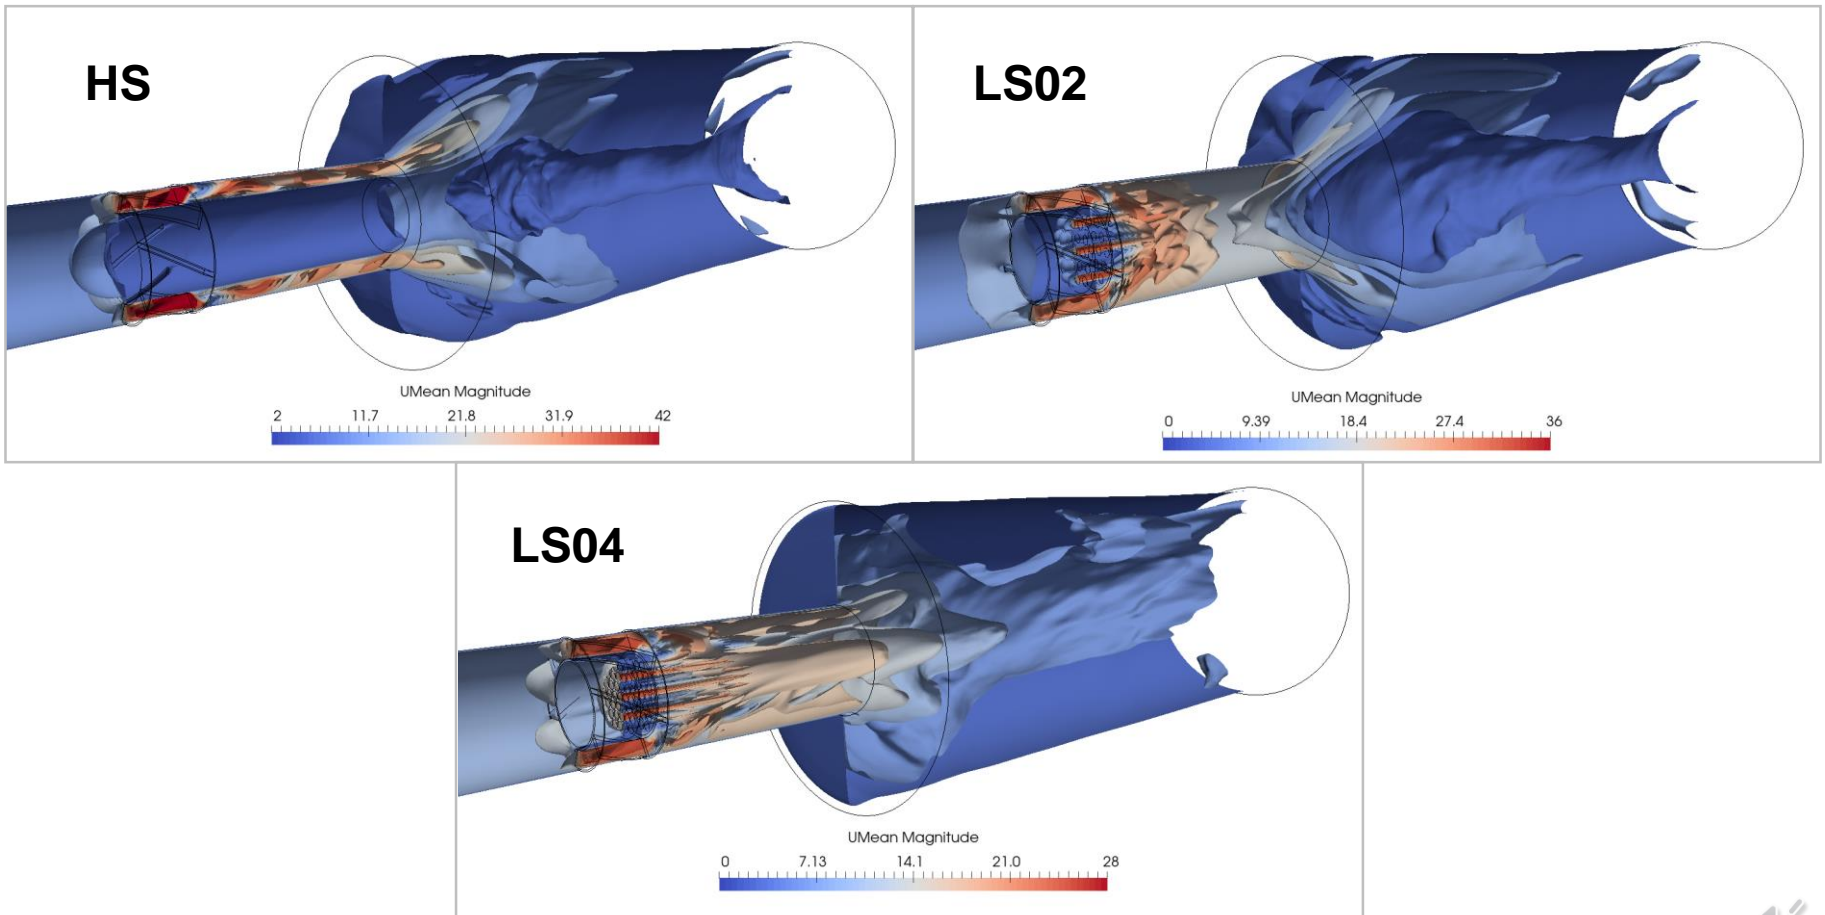 HS
UMean Magnitude
2 11.7 21.8 31.9 42
LS02
UMean Magnitude
0 9.39 18.4 27.4 36
LS04
UMean Magnitude
0 7.13 14.1 21.0 28